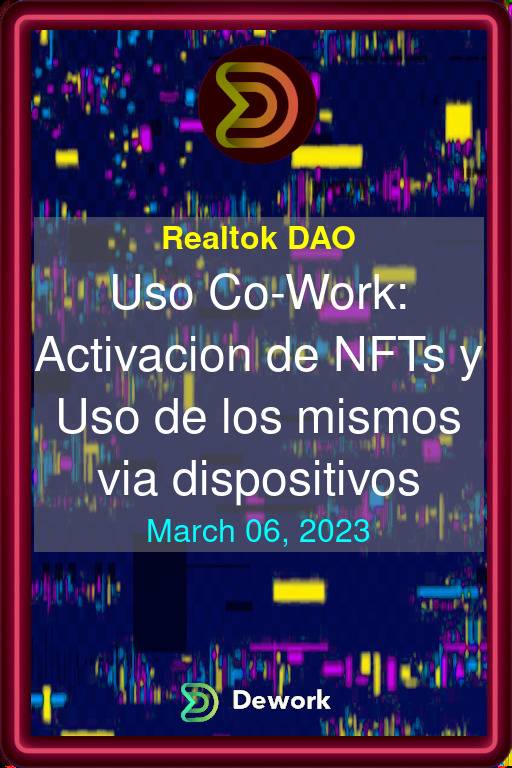 Realtok DAO
Uso Co-Work:
Activacion de NFTs y
Uso de los mismos
via dispositivos
March 06, 2023
Dework